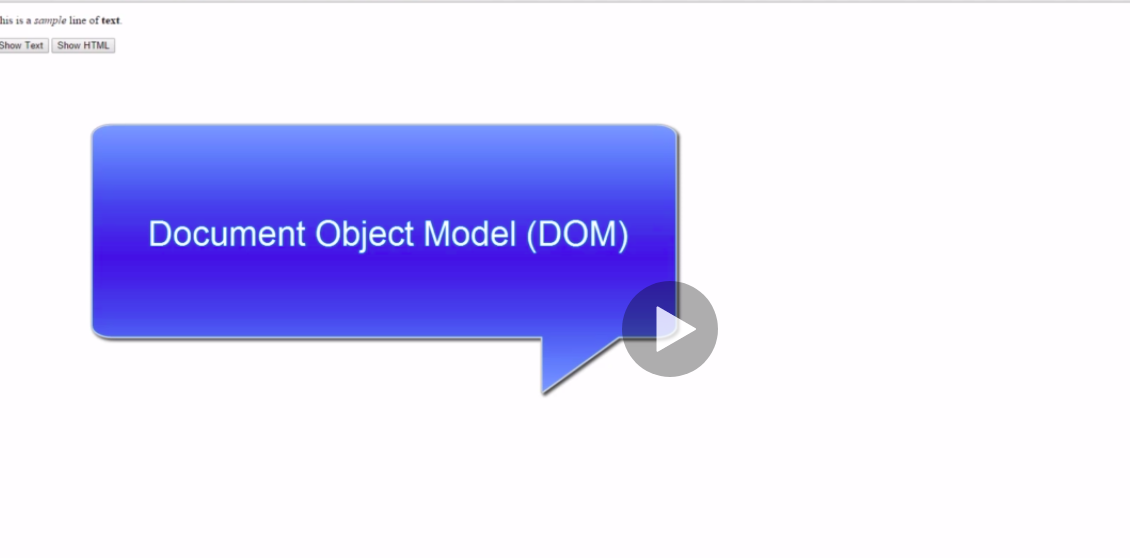 his is a sample line of text.
Show Text Show HTML
Document Object Model (DOM)